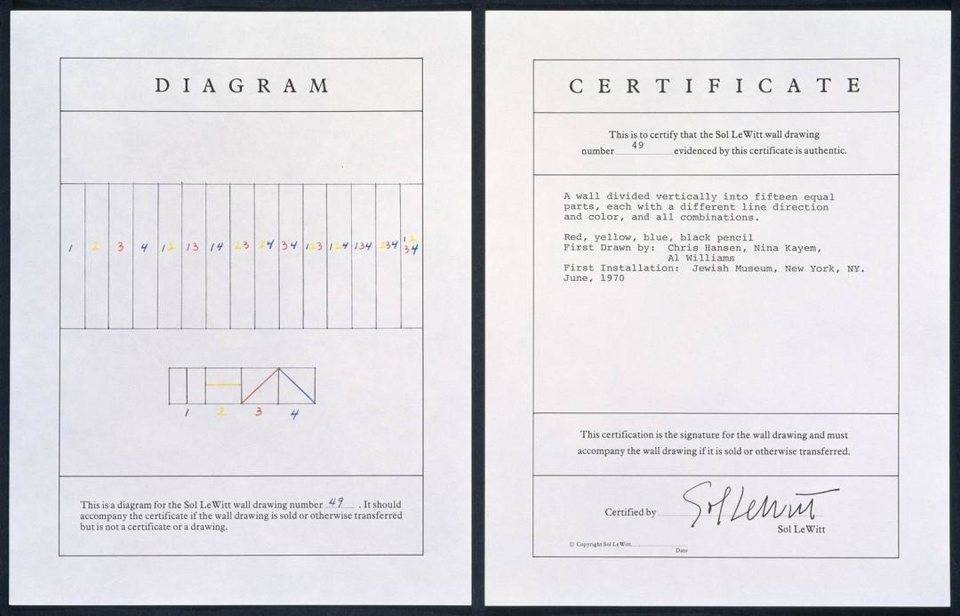 DIAGRAM
1 2 3 4 12 13 14 23 24 34 123 124 134 234 12
34
1 2 3 4
This is a diagram for the Sol LeWitt wall drawing number 49. It should
accompany the certificate if the wall drawing is sold or otherwise transferred
but is not a certificate or a drawing.
CERTIFICATE
This is to certify that the Sol LeWitt wall drawing
number 49 evidenced by this certificate is authentic.
A wall divided vertically into fifteen equal
parts, each with a different line direction
and color, and all combinations.
Red, yellow, blue, black pencil
First Drawn by: Chris Hansen, Nina Kayem,
Al Williams
First Installation: Jewish Museum, New York, NY.
June, 1970
This certification is the signature for the wall drawing and must
accompany the wall drawing if it is sold or otherwise transferred.
Certified by Sol LeWitt
Sol LeWitt
© Copyright Sol LeWitt
Date